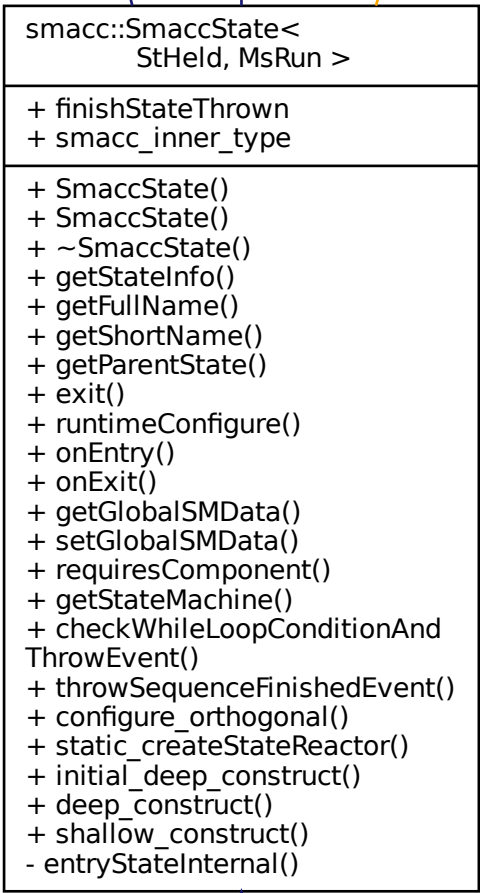 smacc::SmaccState<
StHeld, MsRun >
+ finishStateThrown
+ smacc_inner_type
+ SmaccState()
+ SmaccState()
+ ~SmaccState()
+ getStateInfo()
+ getFullName()
+ getShortName()
+ getParentState()
+ exit()
+ runtimeConfigure()
+ onEntry()
+ onExit()
+ getGlobalSMData()
+ setGlobalSMData()
+ requiresComponent()
+ getStateMachine()
+ checkWhileLoopConditionAnd
ThrowEvent()
+ throwSequenceFinishedEvent()
+ configure_orthogonal()
+ static_createStateReactor()
+ initial_deep_construct()
+ deep_construct()
+ shallow_construct()
- entryStateInternal()